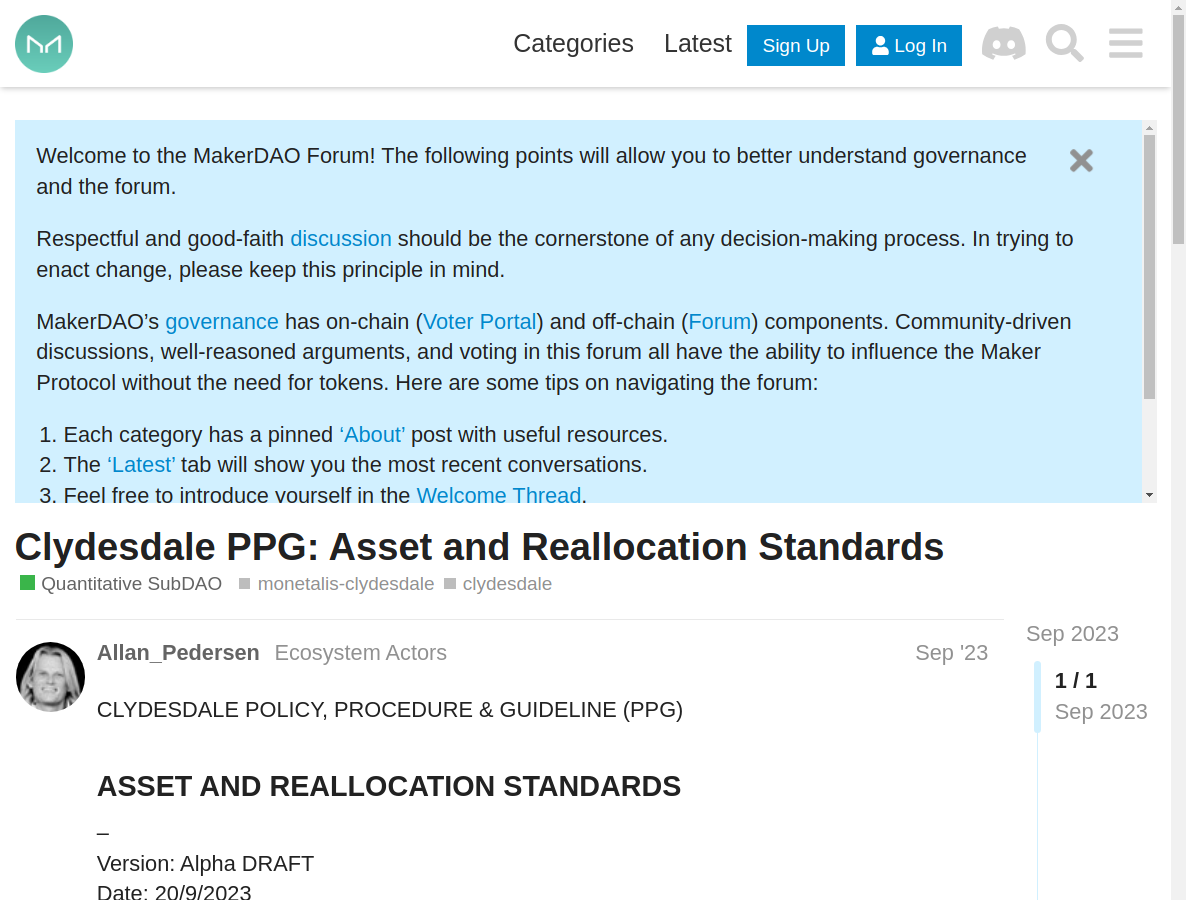 Categories Latest Sign Up Log In
Welcome to the MakerDAO Forum! The following points will allow you to better understand governance
and the forum.
Respectful and good-faith discussion should be the cornerstone of any decision-making process. In trying to
enact change, please keep this principle in mind.
MakerDAO’s governance has on-chain (Voter Portal) and off-chain (Forum) components. Community-driven
discussions, well-reasoned arguments, and voting in this forum all have the ability to influence the Maker
Protocol without the need for tokens. Here are some tips on navigating the forum:
1. Each category has a pinned ‘About’ post with useful resources.
2. The ‘Latest’ tab will show you the most recent conversations.
3. Feel free to introduce yourself in the Welcome Thread.
Clydesdale PPG: Asset and Reallocation Standards
Quantitative SubDAO monetalis-clydesdale clydesdale
Allan_Pedersen Ecosystem Actors Sep '23
Sep 2023
1 / 1
Sep 2023
CLYDESDALE POLICY, PROCEDURE & GUIDELINE (PPG)
ASSET AND REALLOCATION STANDARDS
–
Version: Alpha DRAFT
Date: 20/9/2023